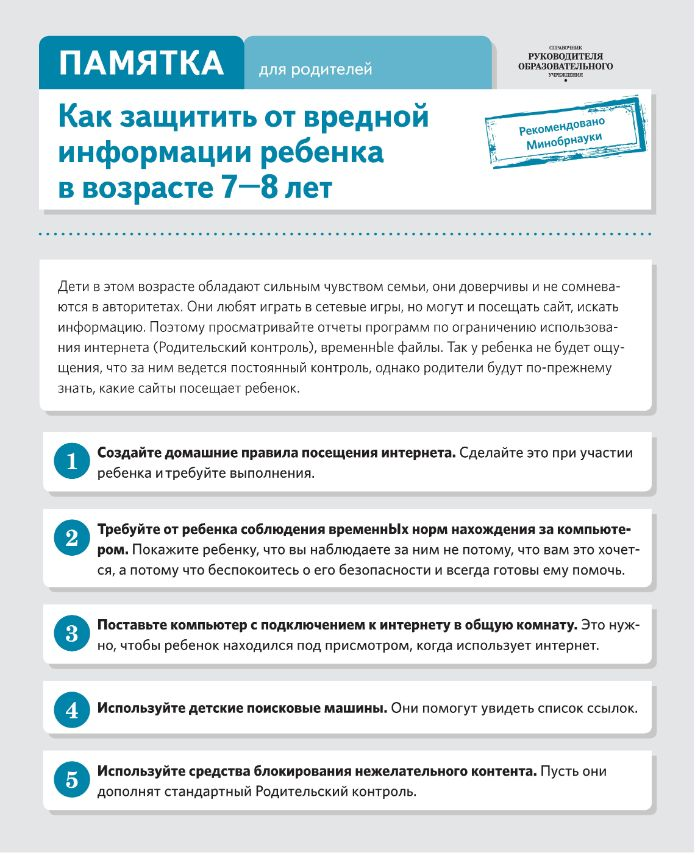 ПАМЯТКА для родителей
СПРАВОЧНИК
РУКОВОДИТЕЛЯ
ОБРАЗОВАТЕЛЬНОГО
УЧРЕЖДЕНИЯ
Как защитить от вредной
информации ребенка
в возрасте 7—8 лет
Рекомендовано
Минобрнауки
Дети в этом возрасте обладают сильным чувством семьи, они доверчивы и не сомнева-
ются в авторитетах. Они любят играть в сетевые игры, но могут и посещать сайт, искать
информацию. Поэтому просматривайте отчеты программ по ограничению использова-
ния интернета (Родительский контроль), временнЫе файлы. Так у ребенка не будет ощу-
щения, что за ним ведется постоянный контроль, однако родители будут по-прежнему
знать, какие сайты посещает ребенок.
1 Создайте домашние правила посещения интернета. Сделайте это при участии
ребенка и требуйте выполнения.
2 Требуйте от ребенка соблюдения временнЫх норм нахождения за компьюте-
ром. Покажите ребенку, что вы наблюдаете за ним не потому, что вам это хочет-
ся, а потому что беспокоитесь о его безопасности и всегда готовы ему помочь.
3 Поставьте компьютер с подключением к интернету в общую комнату. Это нуж-
но, чтобы ребенок находился под присмотром, когда использует интернет.
4 Используйте детские поисковые машины. Они помогут увидеть список ссылок.
5 Используйте средства блокирования нежелательного контента. Пусть они
дополнят стандартный Родительский контроль.